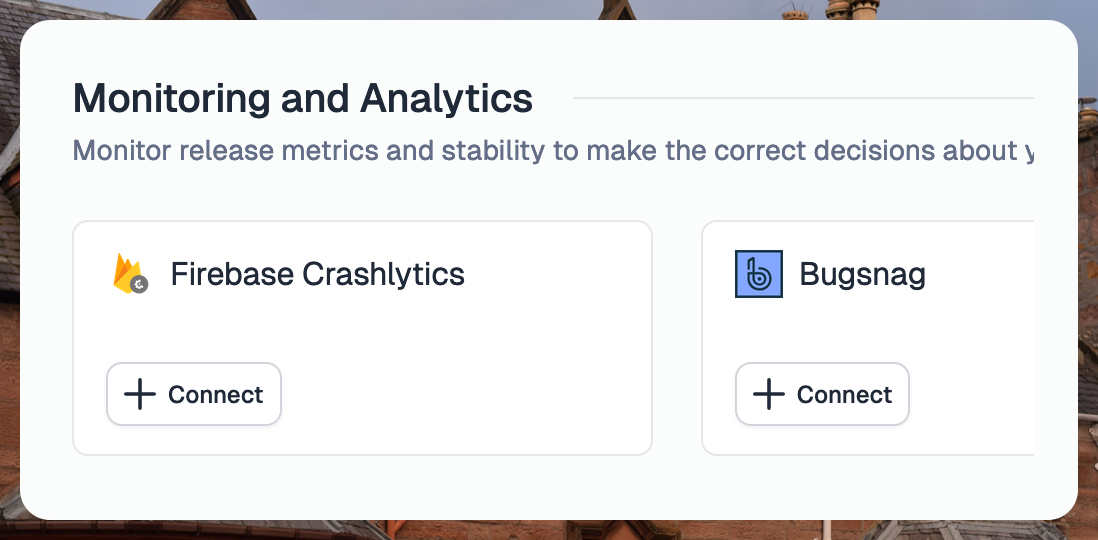 Monitoring and Analytics
Monitor release metrics and stability to make the correct decisions about
Firebase Crashlytics
Bugsnag
Connect
Connect